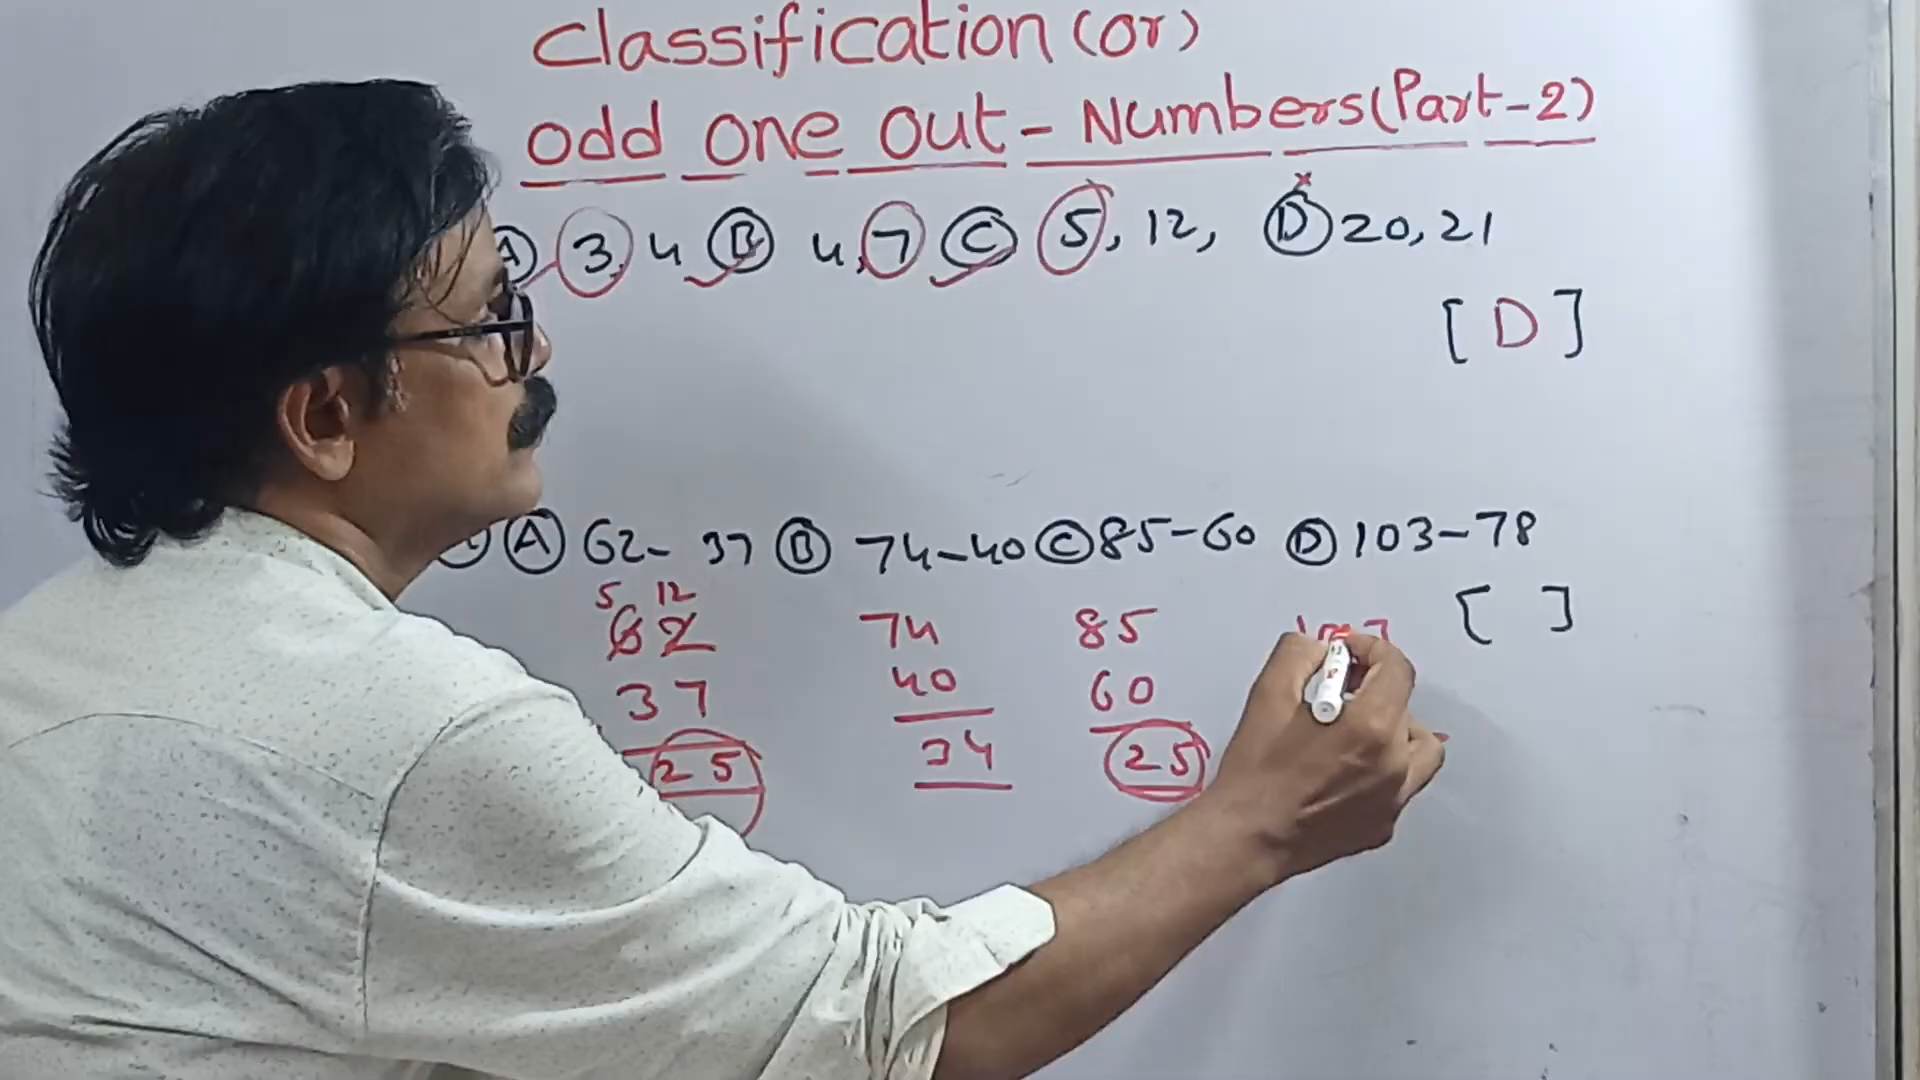 Classification (or)
odd one out - Numbers (Part-2)
A 3, 4 B 4, 7 C 5, 12, D 20, 21
[ D ]
A 62 - 37 B 74-40 C 85-60 D 103-78
5 12
62 74 85 [ ]
37 40 60
25 34 25